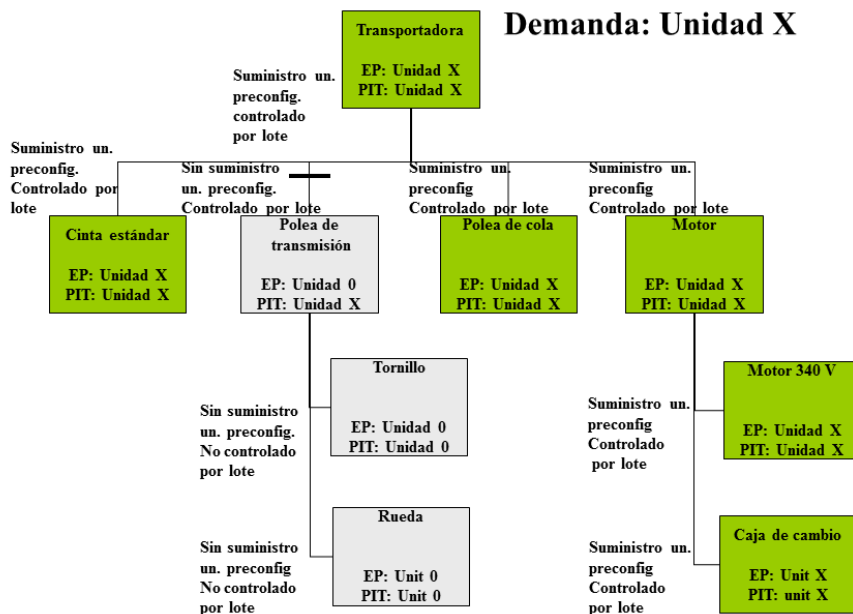 Demanda: Unidad X
Transportadora
EP: Unidad X
PIT: Unidad X
Suministro un.
preconfig.
controlado
por lote
Suministro un.
preconfig.
Controlado por
lote
Sin suministro
un. preconfig.
Controlado por lote
Suministro un.
preconfig
Controlado por lote
Suministro un.
preconfig
Controlado por lote
Cinta estándar
EP: Unidad X
PIT: Unidad X
Polea de
transmisión
EP: Unidad 0
PIT: Unidad X
Polea de cola
EP: Unidad X
PIT: Unidad X
Motor
EP: Unidad X
PIT: Unidad X
Sin suministro
un. preconfig.
No controlado
por lote
Tornillo
EP: Unidad 0
PIT: Unidad 0
Suministro un.
preconfig
Controlado
por lote
Motor 340 V
EP: Unidad X
PIT: Unidad X
Sin suministro
un. preconfig
No controlado
por lote
Rueda
EP: Unit 0
PIT: Unit 0
Suministro un.
preconfig
Controlado
por lote
Caja de cambio
EP: Unit X
PIT: unit X